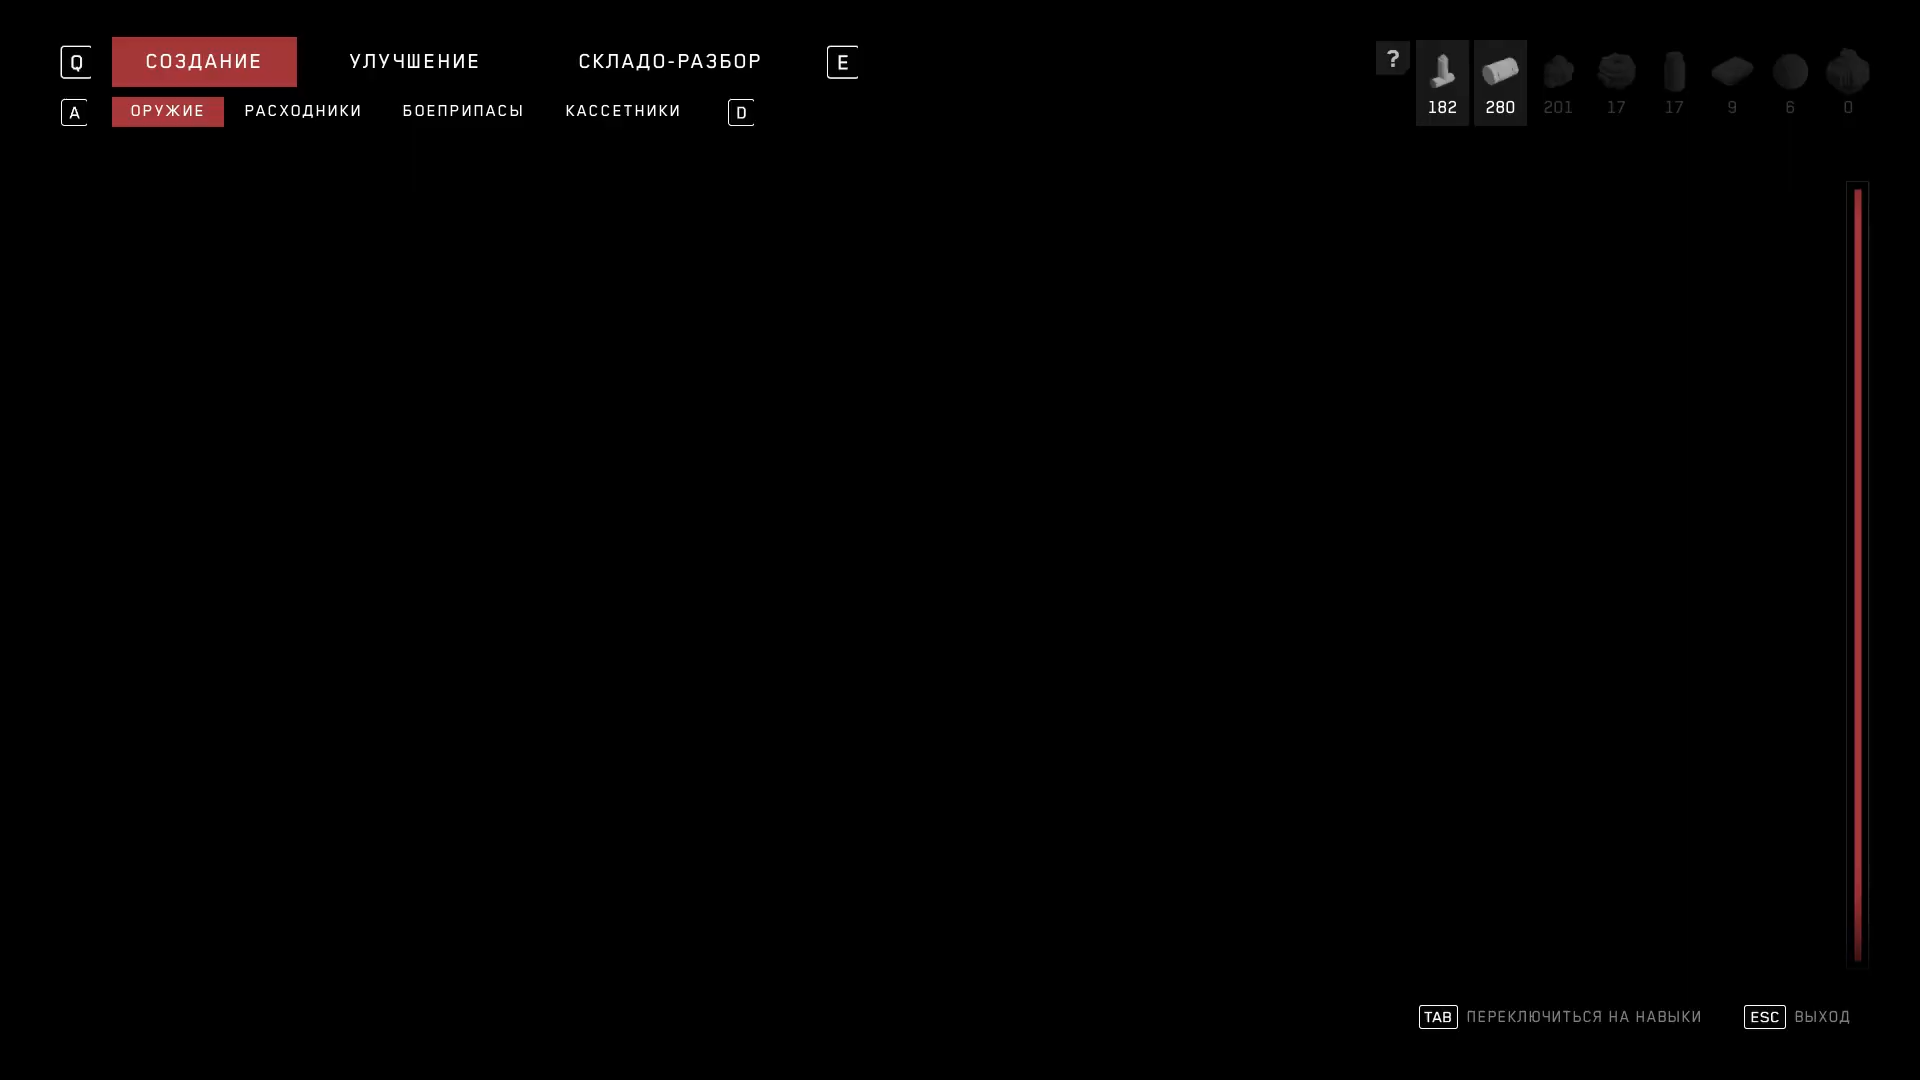 Q СОЗДАНИЕ УЛУЧШЕНИЕ СКЛАДО-РАЗБОР E
A ОРУЖИЕ РАСХОДНИКИ БОЕПРИПАСЫ КАССЕТНИКИ D
?
182 280 201 17 17 9 6 0
TAB ПЕРЕКЛЮЧИТЬСЯ НА НАВЫКИ ESC ВЫХОД